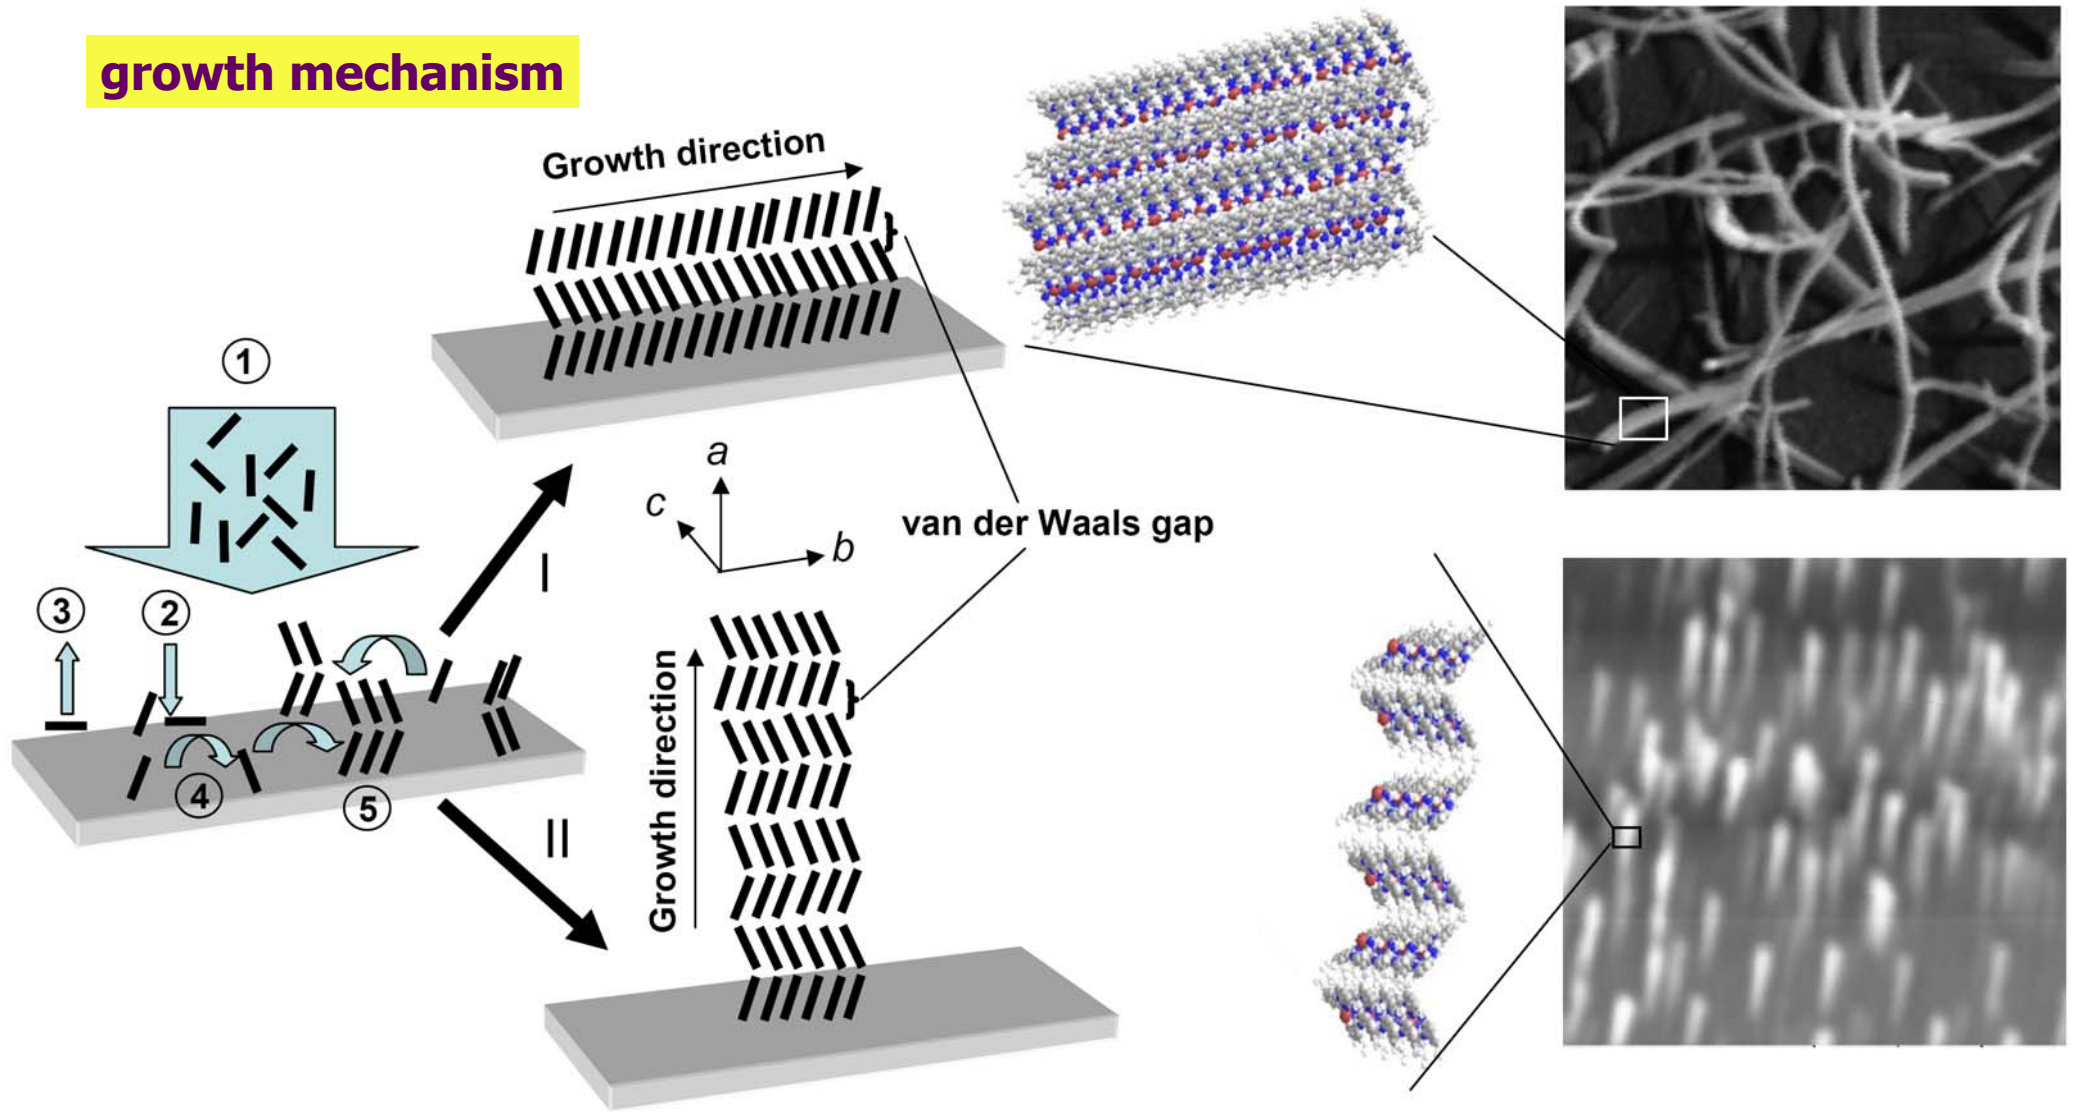 growth mechanism
Growth direction
1
a
c
b
van der Waals gap
I
3
2
4
5
II
Growth direction